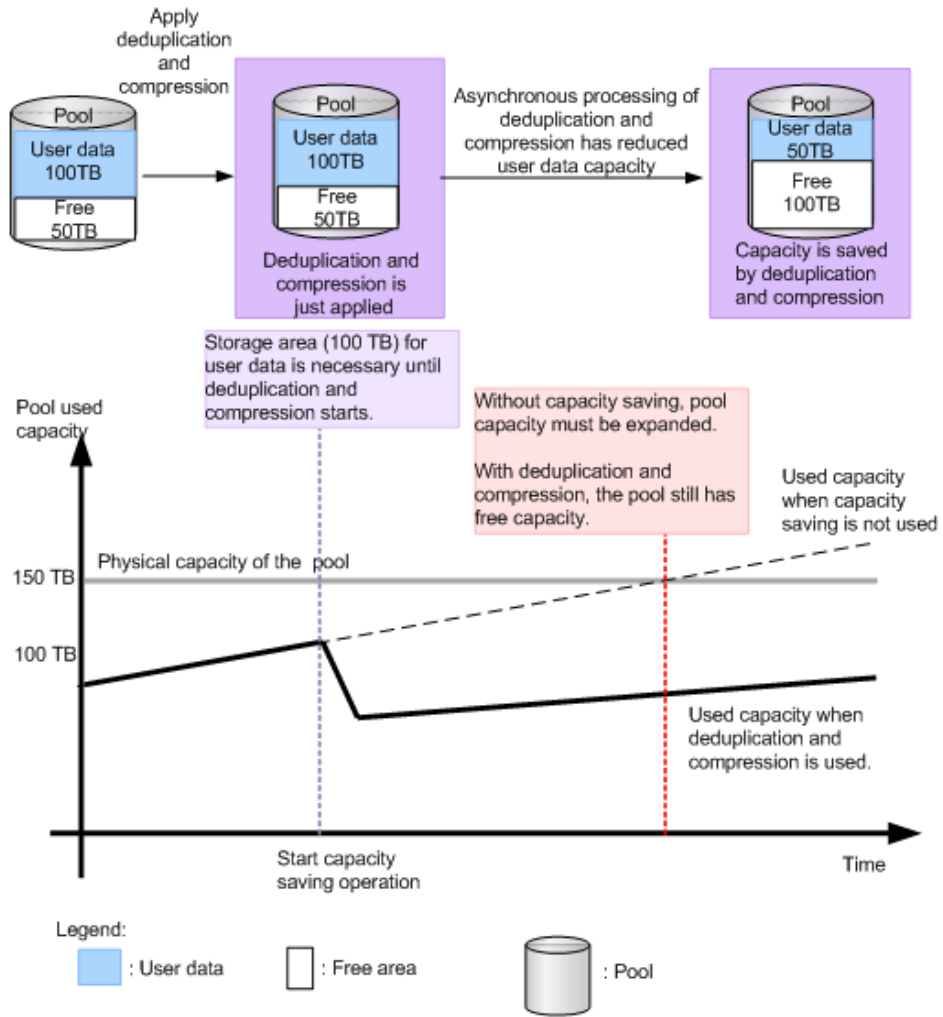 Apply
deduplication
and
compression
Pool
User data
100TB
Free
50TB
Pool
User data
100TB
Free
50TB
Deduplication and
compression is
just applied
Asynchronous processing of
deduplication and
compression has reduced
user data capacity
Pool
User data
50TB
Free
100TB
Capacity is saved
by deduplication
and compression
Storage area (100 TB) for
user data is necessary until
deduplication and
compression starts.
Pool used
capacity
Without capacity saving, pool
capacity must be expanded.
With deduplication and
compression, the pool still has
free capacity.
Used capacity
when capacity
saving is not used
Physical capacity of the pool
150 TB
100 TB
Used capacity when
deduplication and
compression is used.
Start capacity
saving operation
Time
Legend:
: User data
: Free area
: Pool